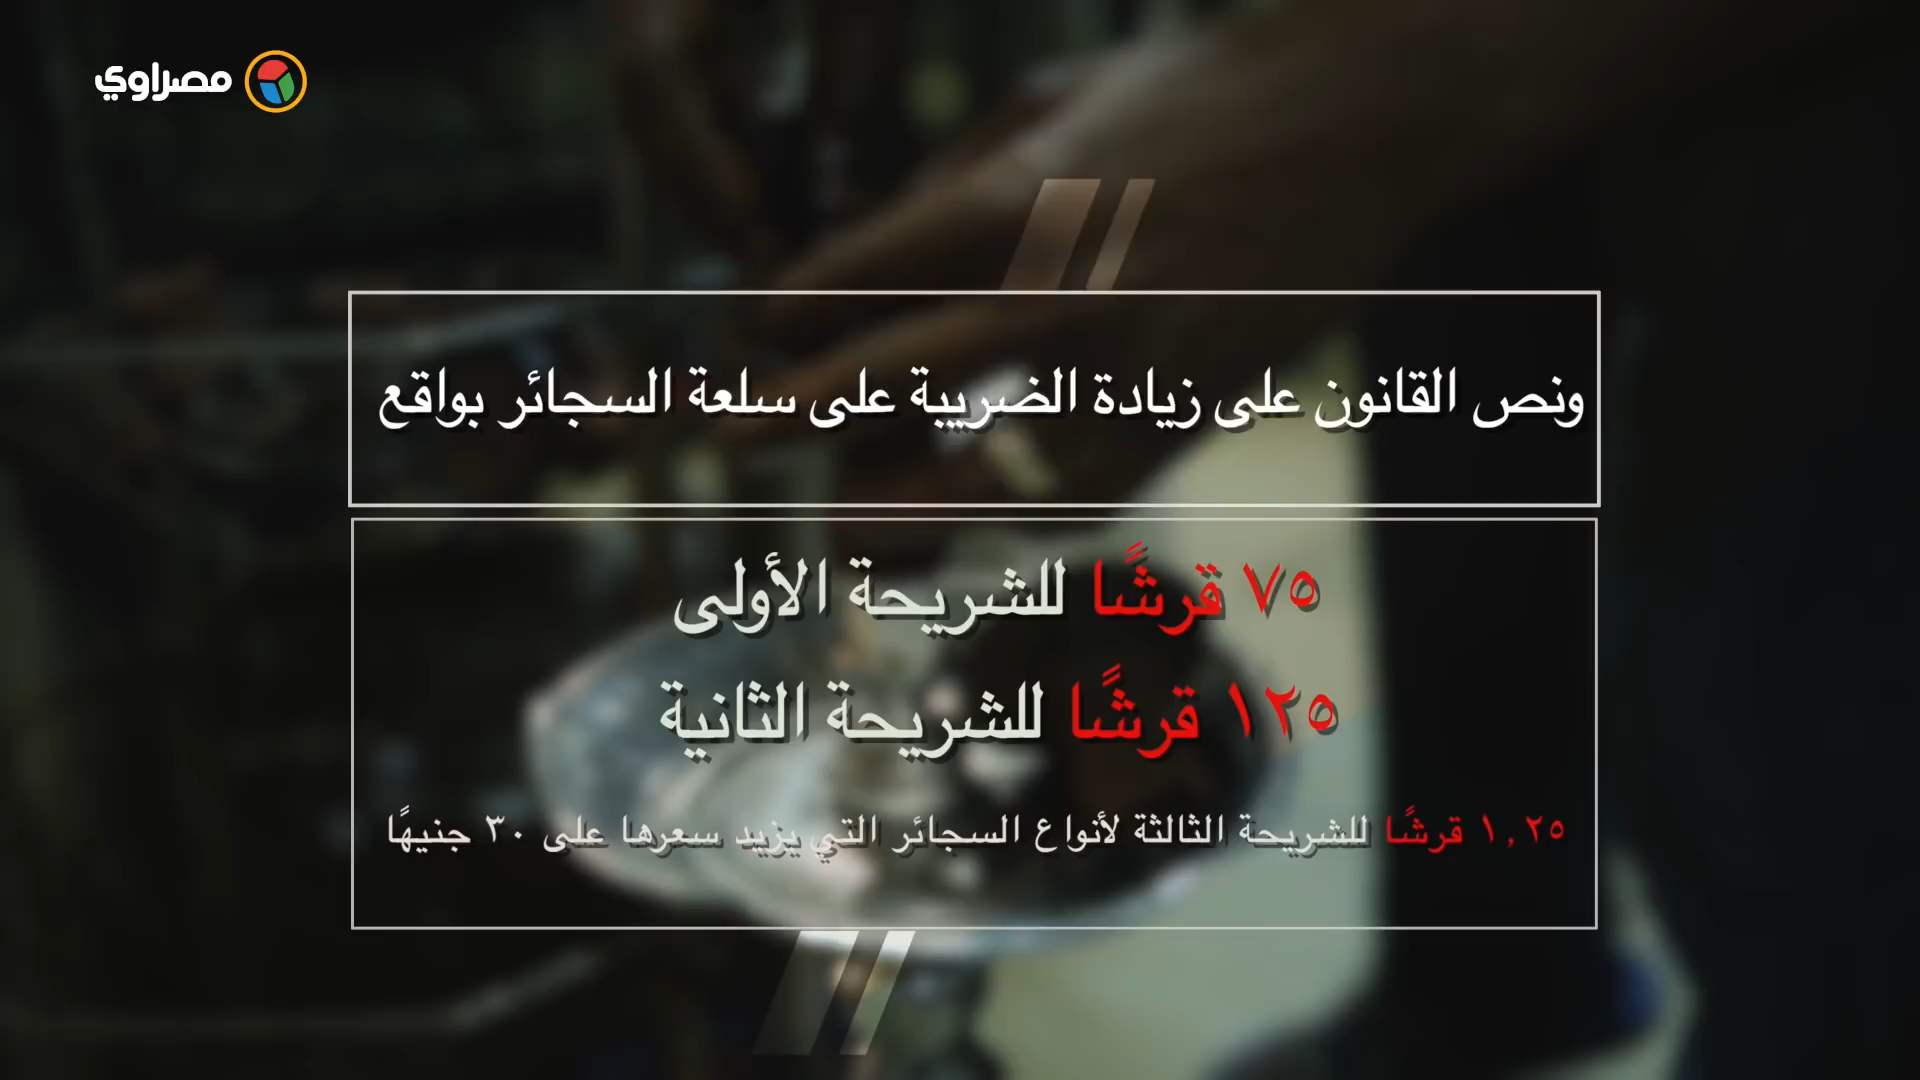 مصراوي
ونص القانون على زيادة الضريبة على سلعة السجائر بواقع
٧٥ قرشًا للشريحة الأولى
١٢٥ قرشًا للشريحة الثانية
١,٢٥ قرشًا للشريحة الثالثة لأنواع السجائر التي يزيد سعرها على ٣٠ جنيهًا